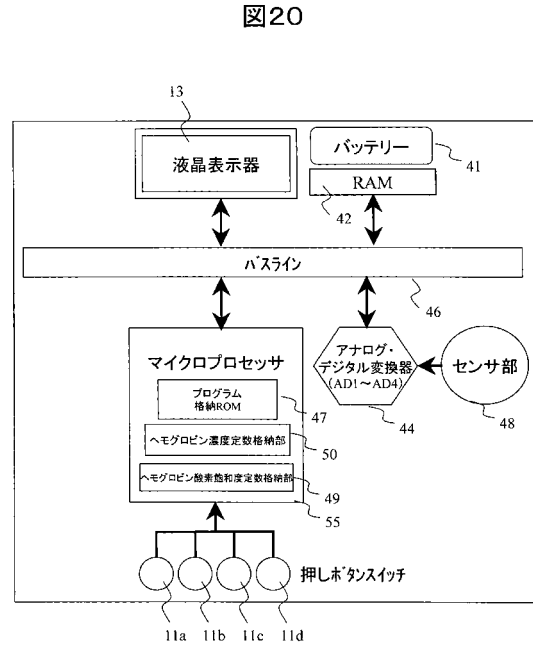 図20
13
液晶表示器
バッテリー
41
RAM
42
バスライン
46
マイクロプロセッサ
プログラム
格納ROM
47
ヘモグロビン濃度定数格納部
50
ヘモグロビン酸素飽和度定数格納部
49
55
アナログ・
デジタル変換器
(AD1～AD4)
44
センサ部
48
押しボタンスイッチ
11a
11b
11c
11d